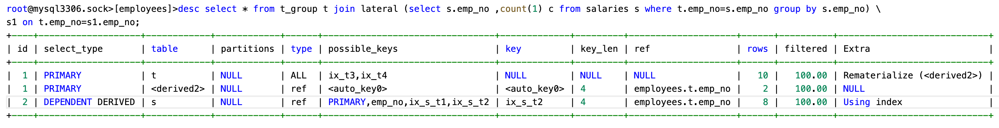 root@mysql3306.sock>[employees]>desc select * from t_group t join lateral (select s.emp_no ,count(1) c from salaries s where t.emp_no=s.emp_no group by s.emp_no) \
s1 on t.emp_no=s1.emp_no;
+----+-------------------+-------------+------------+------+-------------------------------+-------------+---------+--------------------+------+----------+---------------------------+
| id | select_type | table | partitions | type | possible_keys | key | key_len | ref | rows | filtered | Extra |
+----+-------------------+-------------+------------+------+-------------------------------+-------------+---------+--------------------+------+----------+---------------------------+
| 1 | PRIMARY | t | NULL | ALL | ix_t3,ix_t4 | NULL | NULL | NULL | 10 | 100.00 | Rematerialize (<derived2>) |
| 1 | PRIMARY | <derived2> | NULL | ref | <auto_key0> | <auto_key0> | 4 | employees.t.emp_no | 2 | 100.00 | NULL |
| 2 | DEPENDENT DERIVED | s | NULL | ref | PRIMARY,emp_no,ix_s_t1,ix_s_t2 | ix_s_t2 | 4 | employees.t.emp_no | 8 | 100.00 | Using index |
+----+-------------------+-------------+------------+------+-------------------------------+-------------+---------+--------------------+------+----------+---------------------------+